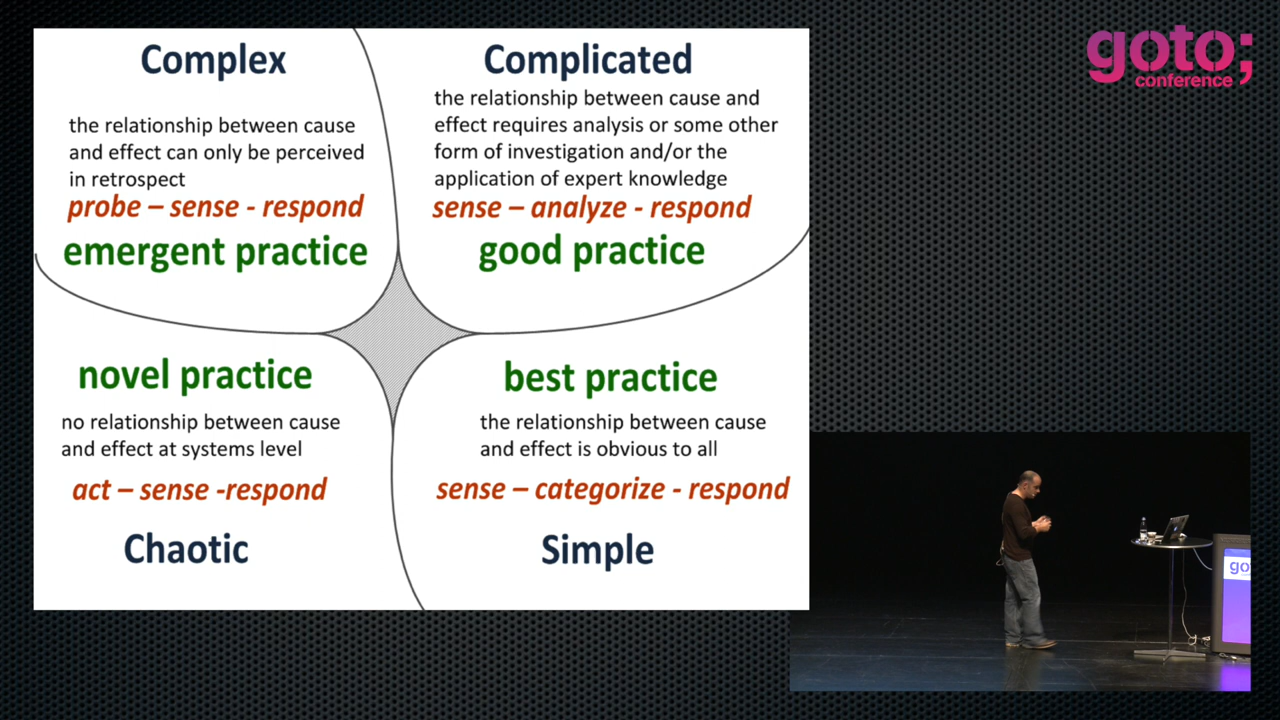 Complex
the relationship between cause
and effect can only be perceived
in retrospect
probe – sense - respond
emergent practice
Complicated
the relationship between cause and
effect requires analysis or some other
form of investigation and/or the
application of expert knowledge
sense – analyze - respond
good practice
novel practice
no relationship between cause
and effect at systems level
act – sense -respond
Chaotic
best practice
the relationship between cause
and effect is obvious to all
sense – categorize - respond
Simple
goto;
conference
go